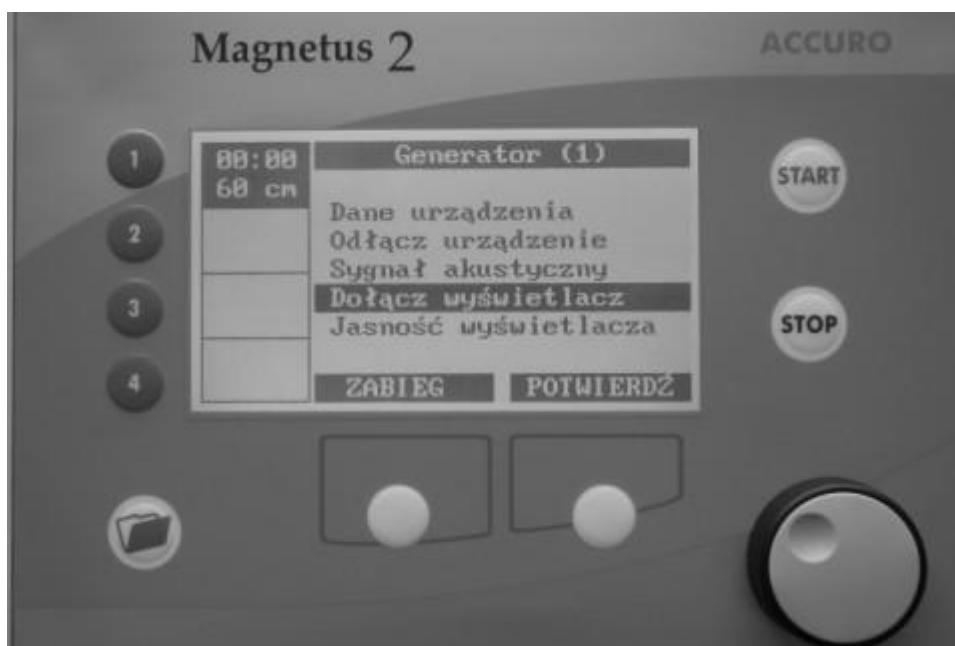 Magnetus 2
ACCURO
1
2
3
4
00:00
60 cm
Generator (1)
Dane urządzenia
Odłącz urządzenie
Sygnał akustyczny
Dołącz wyświetlacz
Jasność wyświetlacza
ZABIEG
POTWIERDŹ
START
STOP